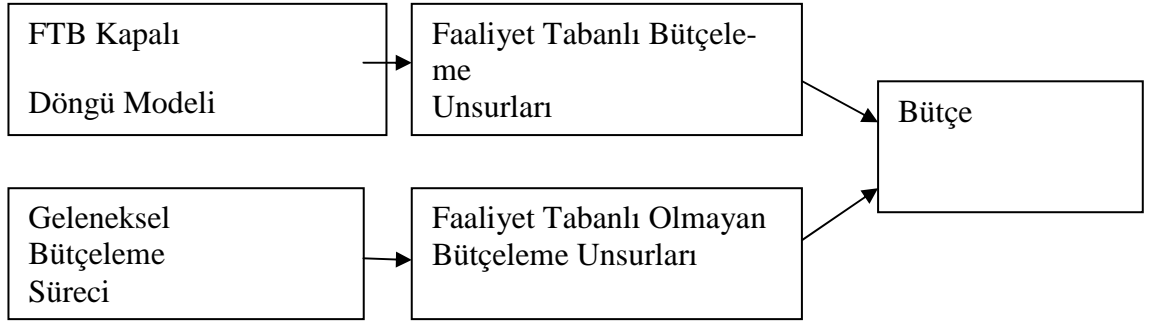 FTB Kapalı
Döngü Modeli
Faaliyet Tabanlı Bütçele-
me
Unsurları
Bütçe
Geleneksel
Bütçeleme
Süreci
Faaliyet Tabanlı Olmayan
Bütçeleme Unsurları